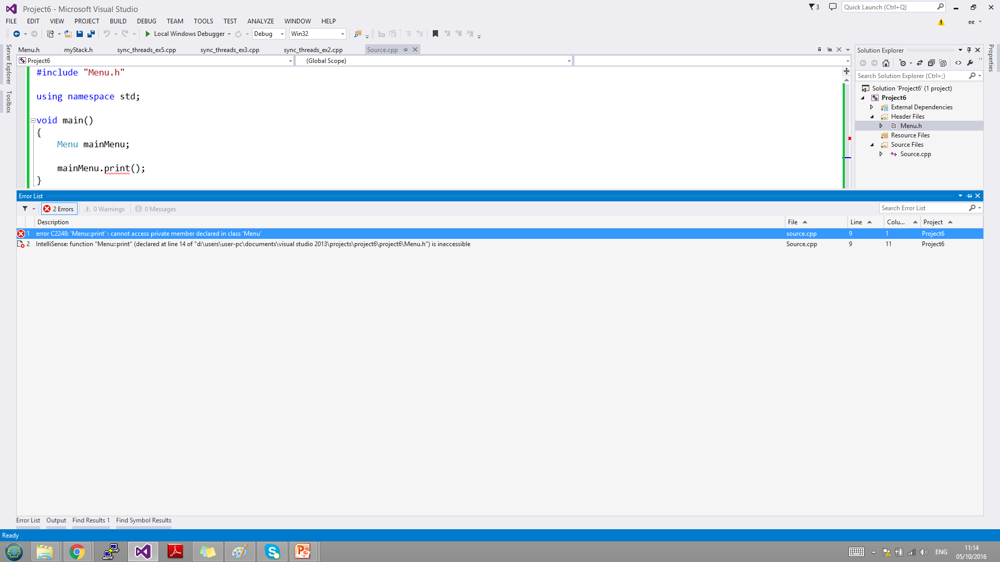 Project6 - Microsoft Visual Studio
3
Quick Launch (Ctrl+Q)
FILE EDIT VIEW PROJECT BUILD DEBUG TEAM TOOLS TEST ANALYZE WINDOW HELP
ee
Local Windows Debugger Debug Win32
Server Explorer
Toolbox
Menu.h myStack.h sync_threads_ex5.cpp sync_threads_ex3.cpp sync_threads_ex2.cpp Source.cpp
Project6 (Global Scope)
#include "Menu.h"
using namespace std;
void main()
{
Menu mainMenu;
mainMenu.print();
}
Solution Explorer
Search Solution Explorer (Ctrl+;)
Solution 'Project6' (1 project)
Project6
External Dependencies
Header Files
Menu.h
Resource Files
Source Files
Source.cpp
Properties
Error List
2 Errors 0 Warnings 0 Messages
Search Error List
Description File Line Colu... Project
1 error C2248: 'Menu::print' : cannot access private member declared in class 'Menu' source.cpp 9 1 Project6
2 IntelliSense: function "Menu::print" (declared at line 14 of "d:\users\user-pc\documents\visual studio 2013\projects\project6\project6\Menu.h") is inaccessible Source.cpp 9 11 Project6
Error List Output Find Results 1 Find Symbol Results
Ready
ENG
11:14
05/10/2016